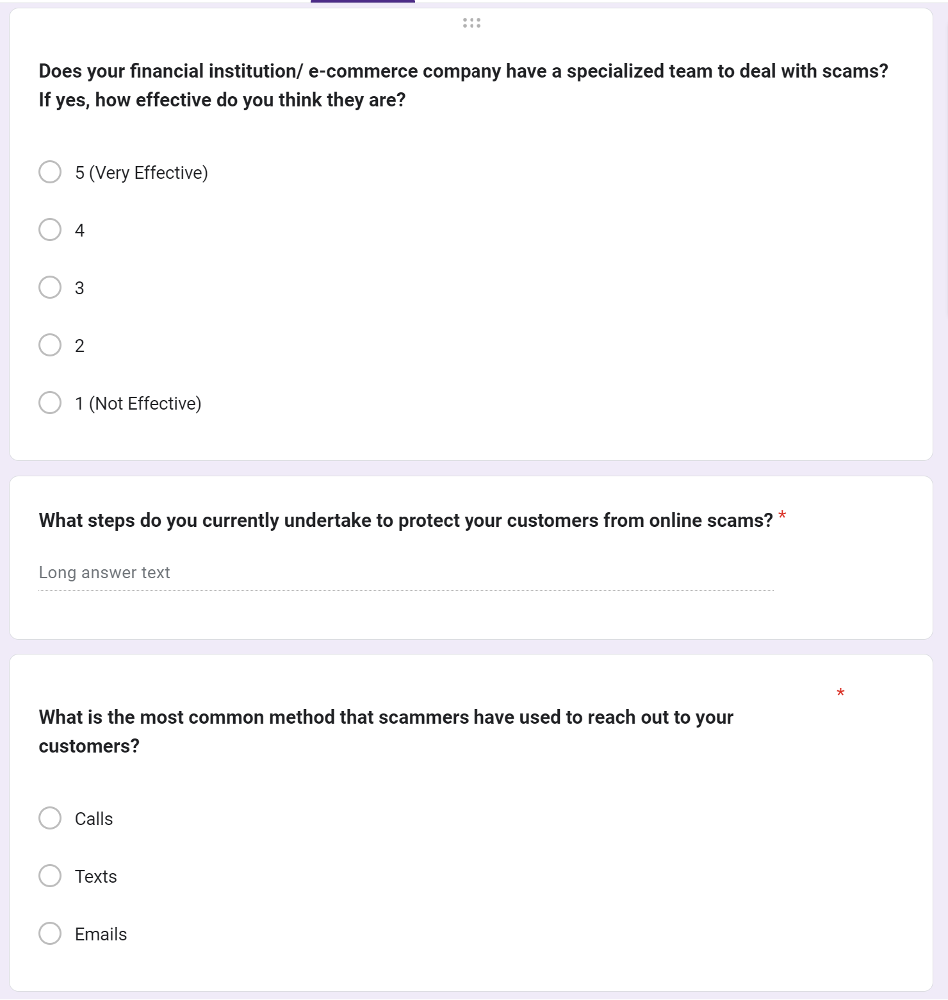 Does your financial institution/ e-commerce company have a specialized team to deal with scams?
If yes, how effective do you think they are?
5 (Very Effective)
4
3
2
1 (Not Effective)
What steps do you currently undertake to protect your customers from online scams? *
Long answer text
*
What is the most common method that scammers have used to reach out to your
customers?
Calls
Texts
Emails